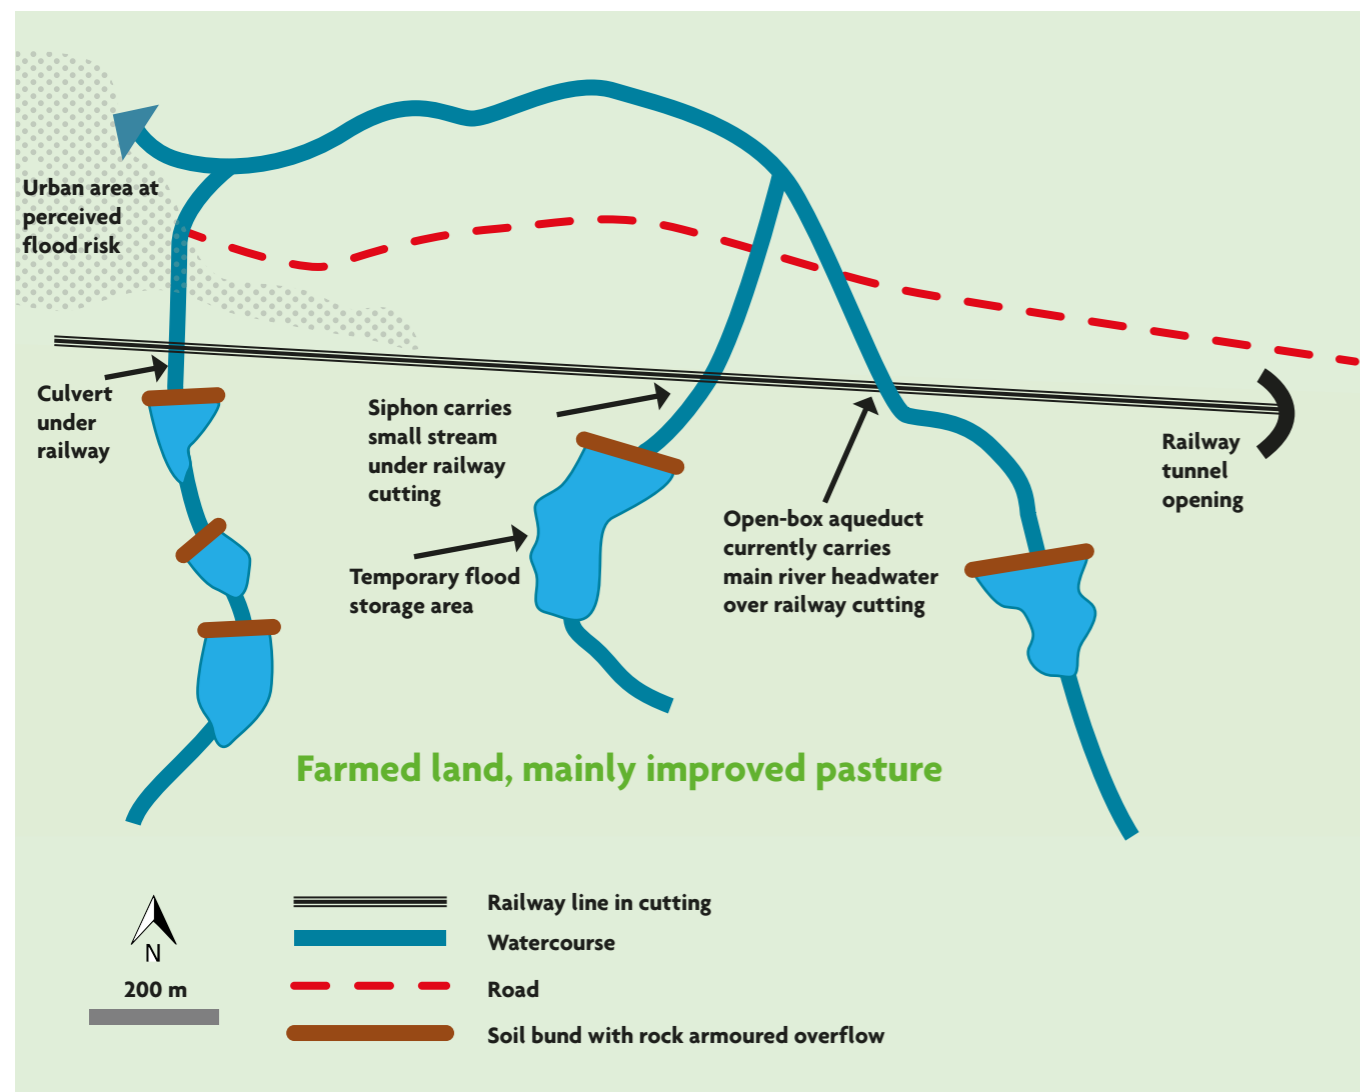 Urban area at
perceived
flood risk
Culvert
under
railway
Siphon carries
small stream
under railway
cutting
Temporary flood
storage area
Open-box aqueduct
currently carries
main river headwater
over railway cutting
Railway
tunnel
opening
Farmed land, mainly improved pasture
N
200 m
Railway line in cutting
Watercourse
Road
Soil bund with rock armoured overflow